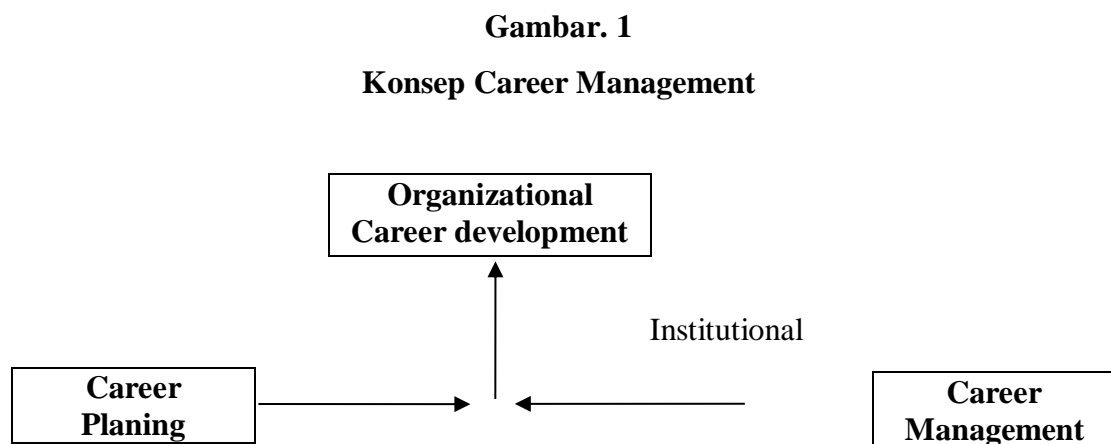 Gambar. 1
Konsep Career Management
Organizational
Career development
Institutional
Career
Planing
Career
Management